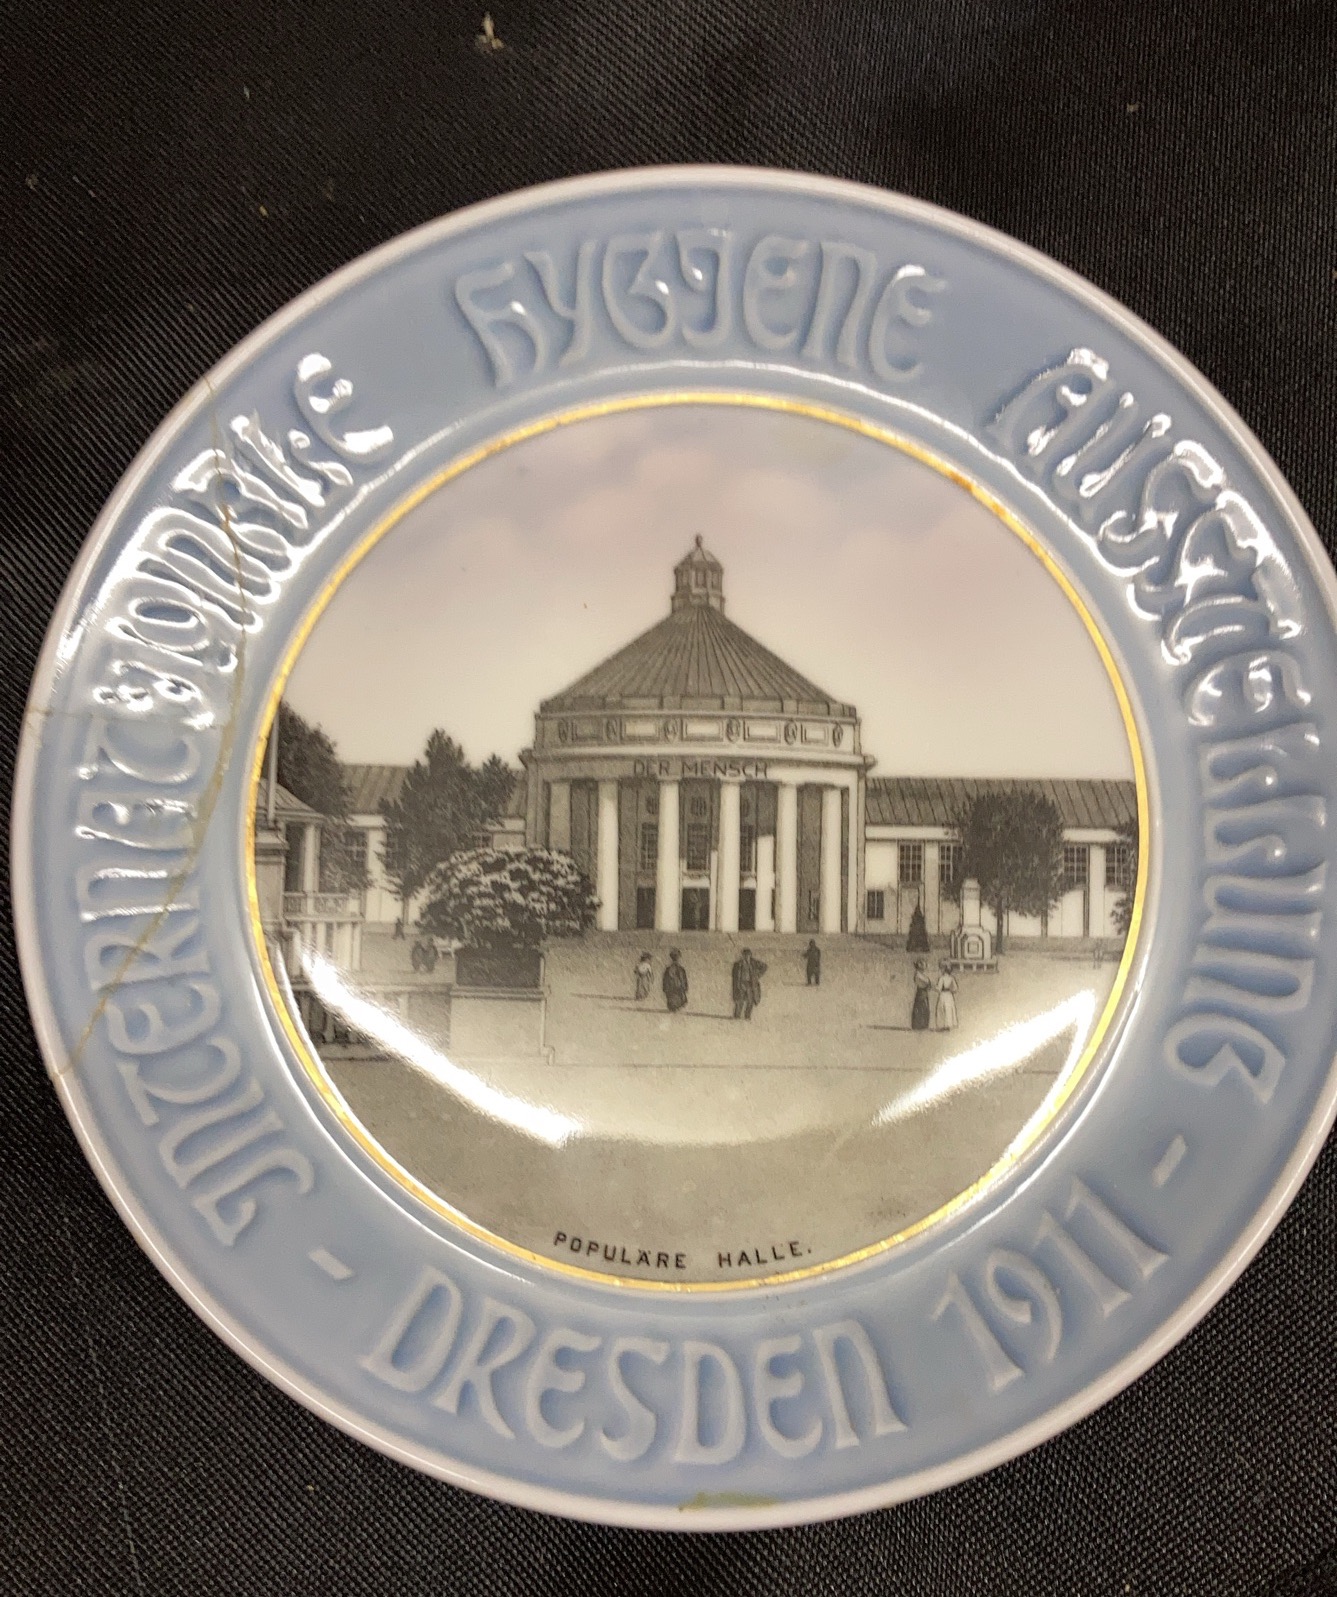 INTERNATIONALE HYGIENE AUSSTELLUNG
- DRESDEN 1911 -
DER MENSCH
POPULÄRE HALLE.